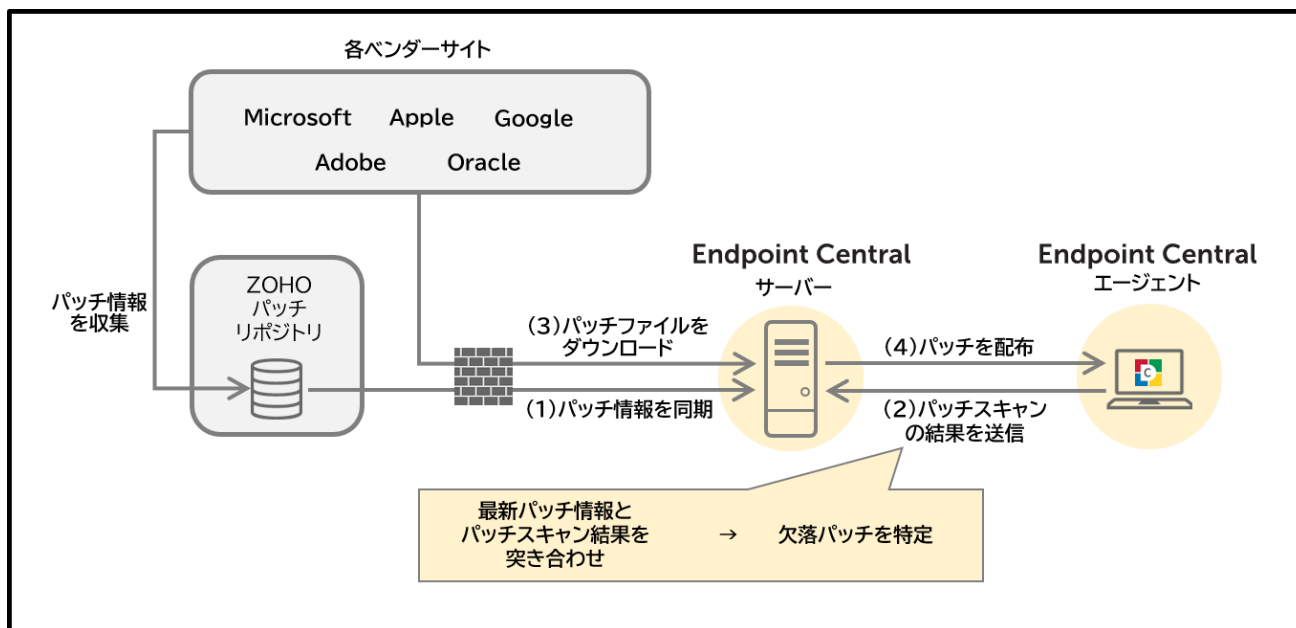 各ベンダーサイト
Microsoft Apple Google
Adobe Oracle
パッチ情報
を収集
ZOHO
パッチ
リポジトリ
Endpoint Central
サーバー
Endpoint Central
エージェント
(3)パッチファイルを
ダウンロード
(1)パッチ情報を同期
(4)パッチを配布
(2)パッチスキャン
の結果を送信
C
最新パッチ情報と
パッチスキャン結果を
突き合わせ
→ 欠落パッチを特定